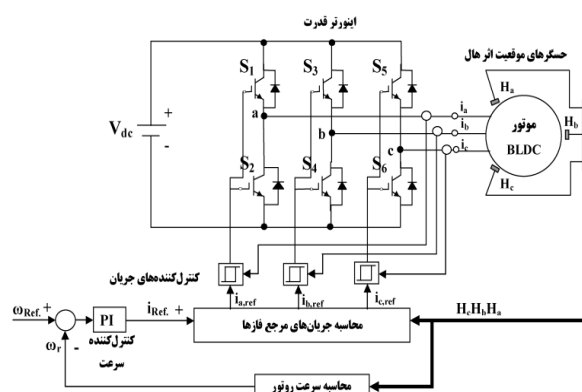 اینورتر قدرت
حسگرهای موقعیت اثر هال
S1
S3
S5
Ha
ia
موتور
BLDC
Hb
ib
a
Vdc
+
-
b
ic
c
Hc
S2
S4
S6
کنترل‌کننده‌های جریان
ia,ref
ib,ref
ic,ref
HcHbHa
ωRef.
+
-
PI
iRef.
+
محاسبه جریان‌های مرجع فازها
ωr
کنترل‌کننده
سرعت
محاسبه سرعت روتور